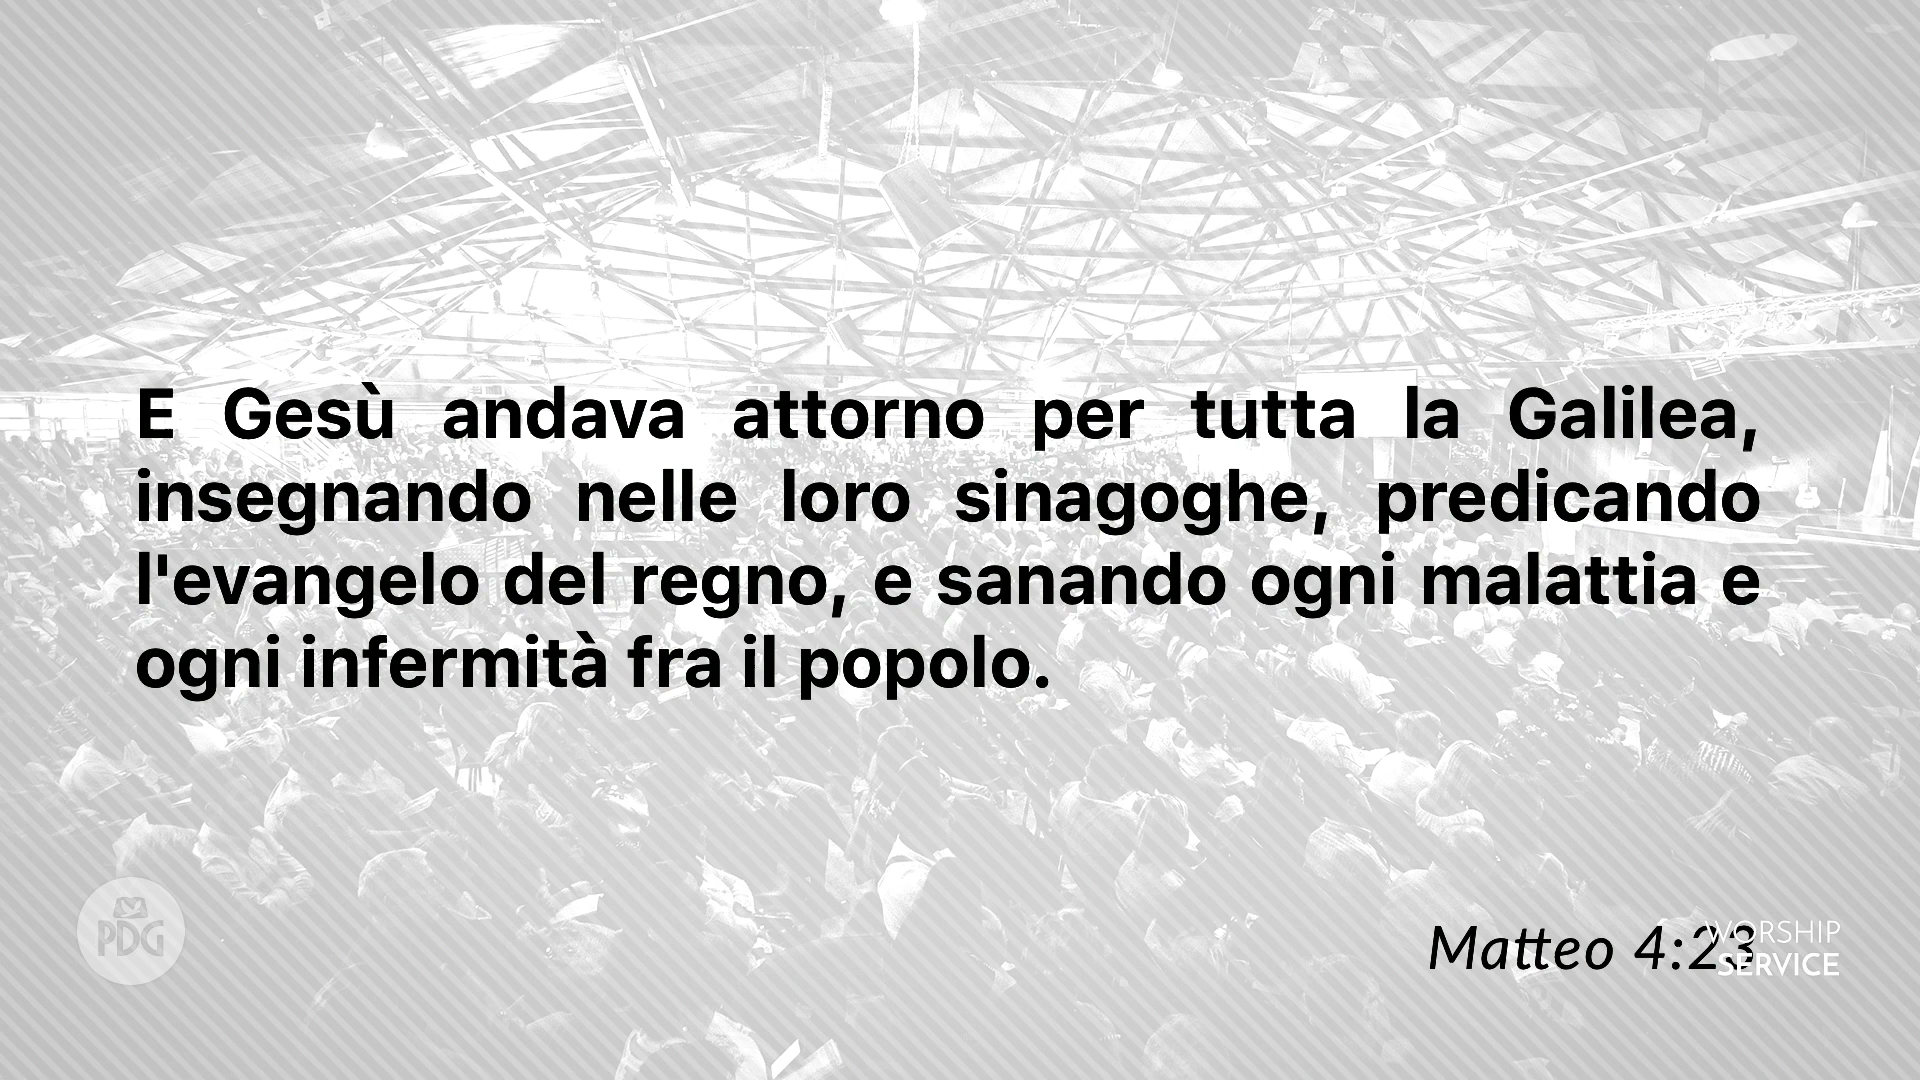 E Gesù andava attorno per tutta la Galilea,
insegnando nelle loro sinagoghe, predicando
l'evangelo del regno, e sanando ogni malattia e
ogni infermità fra il popolo.
PDG
Matteo 4:23
WORSHIP
SERVICE